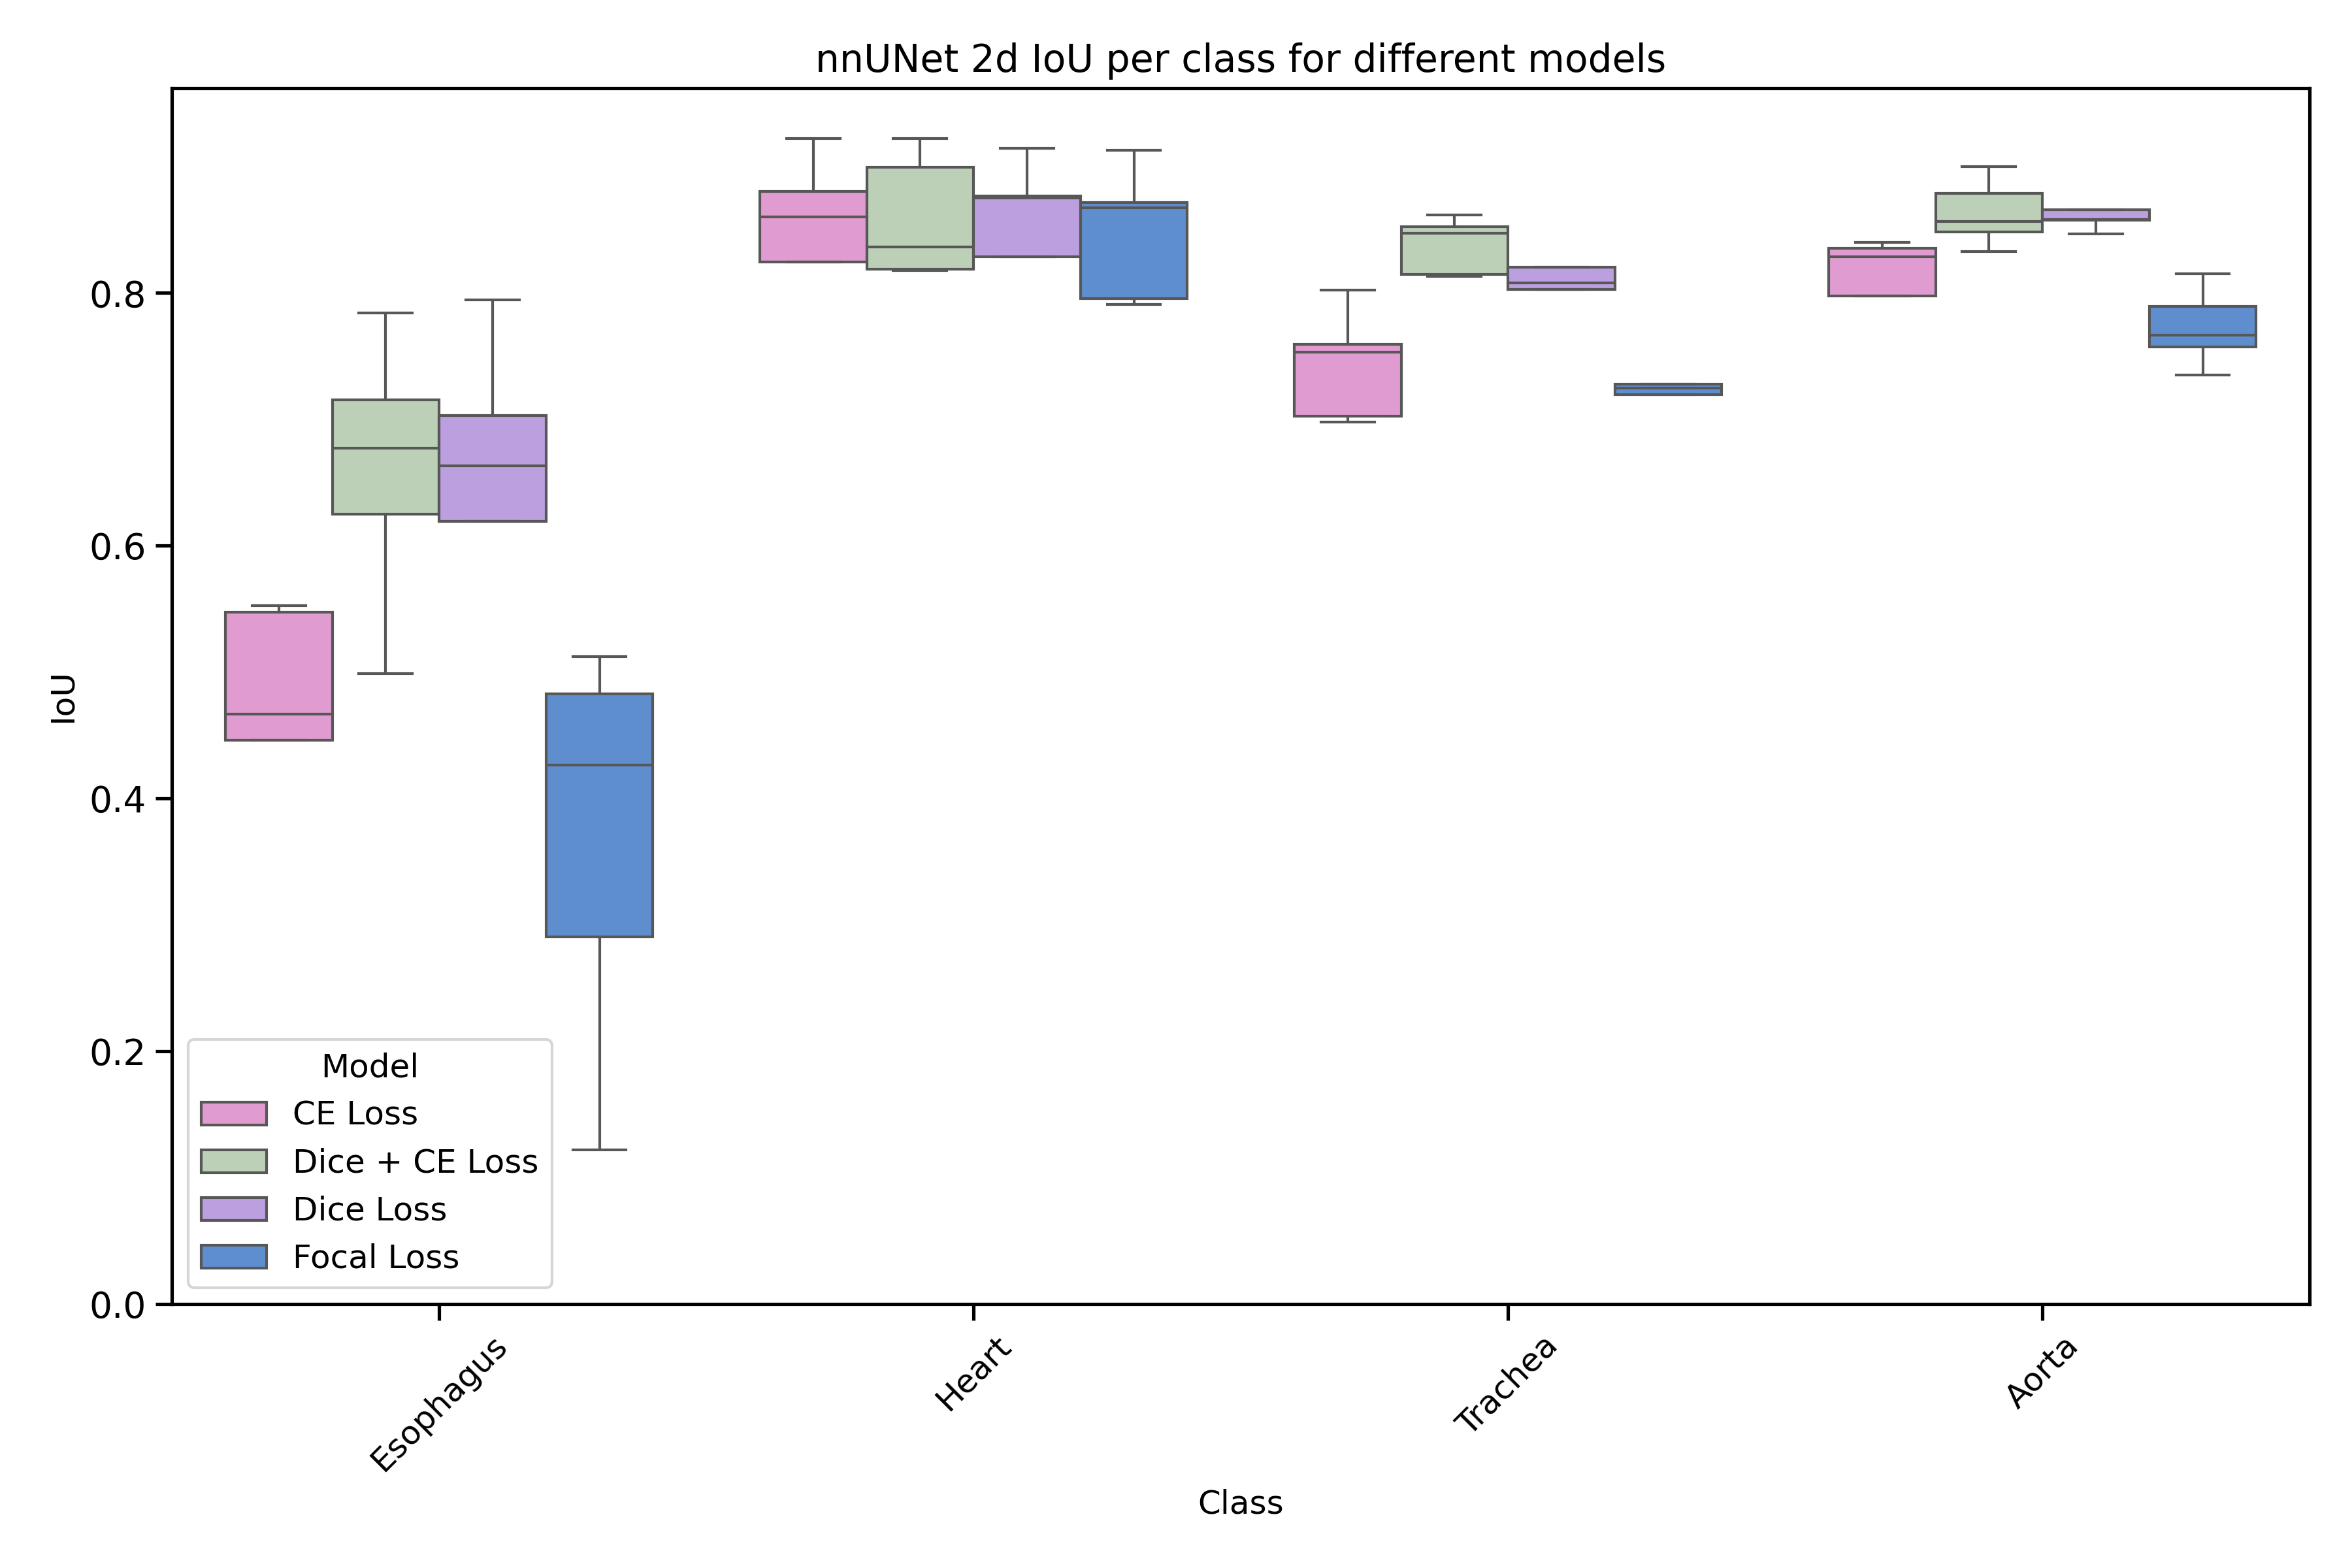 nnUNet 2d IoU per class for different models
IoU
0.8
0.6
0.4
0.2
0.0
Model
CE Loss
Dice + CE Loss
Dice Loss
Focal Loss
Esophagus
Heart
Trachea
Aorta
Class